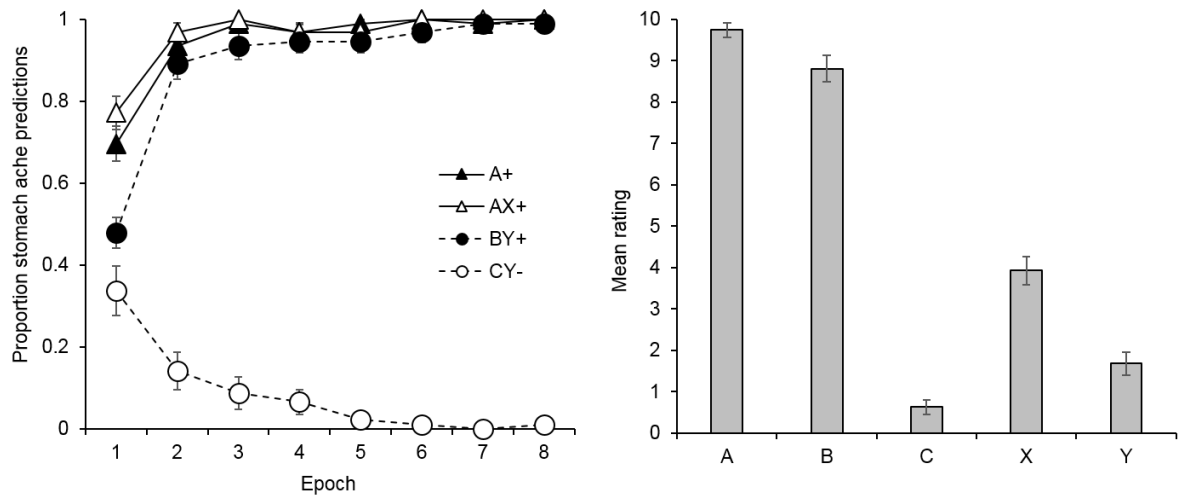 Proportion stomach ache predictions
1
0.8
0.6
0.4
0.2
0
A+
AX+
BY+
CY-
1 2 3 4 5 6 7 8
Epoch
Mean rating
10
9
8
7
6
5
4
3
2
1
0
A B C X Y